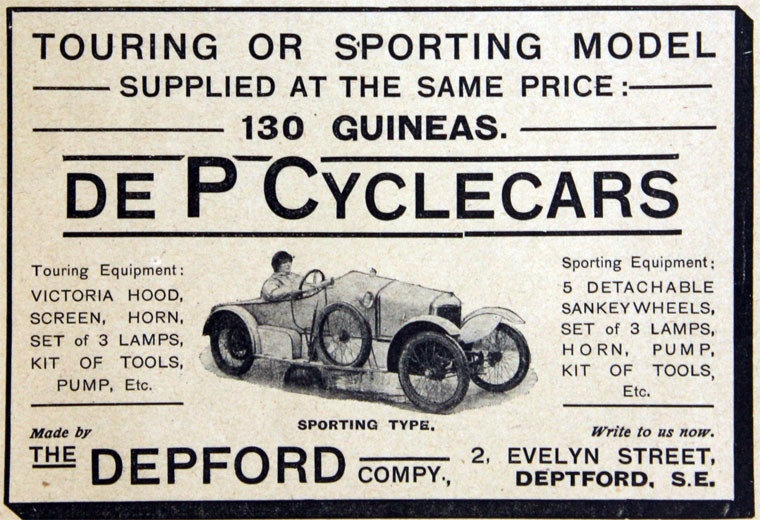 TOURING OR SPORTING MODEL
SUPPLIED AT THE SAME PRICE:
130 GUINEAS.
DE P CYCLECARS
Touring Equipment:
VICTORIA HOOD,
SCREEN, HORN,
SET of 3 LAMPS,
KIT OF TOOLS,
PUMP, Etc.
Sporting Equipment:
5 DETACHABLE
SANKEY WHEELS,
SET of 3 LAMPS,
HORN, PUMP,
KIT OF TOOLS,
Etc.
SPORTING TYPE.
Made by
THE DEPFORD COMPY.,
Write to us now.
2, EVELYN STREET,
DEPTFORD, S.E.